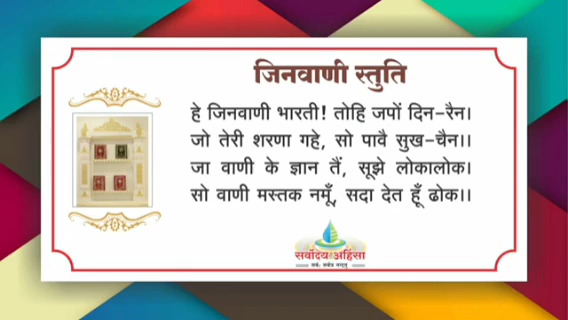 जिनवाणी स्तुति
हे जिनवाणी भारती! तोहि जपों दिन-रैन।
जो तेरी शरणा गहे, सो पावै सुख-चैन।।
जा वाणी के ज्ञान तैं, सूझे लोकालोक।
सो वाणी मस्तक नमूँ, सदा देत हूँ ढोक।।
सर्वोदय अहिंसा